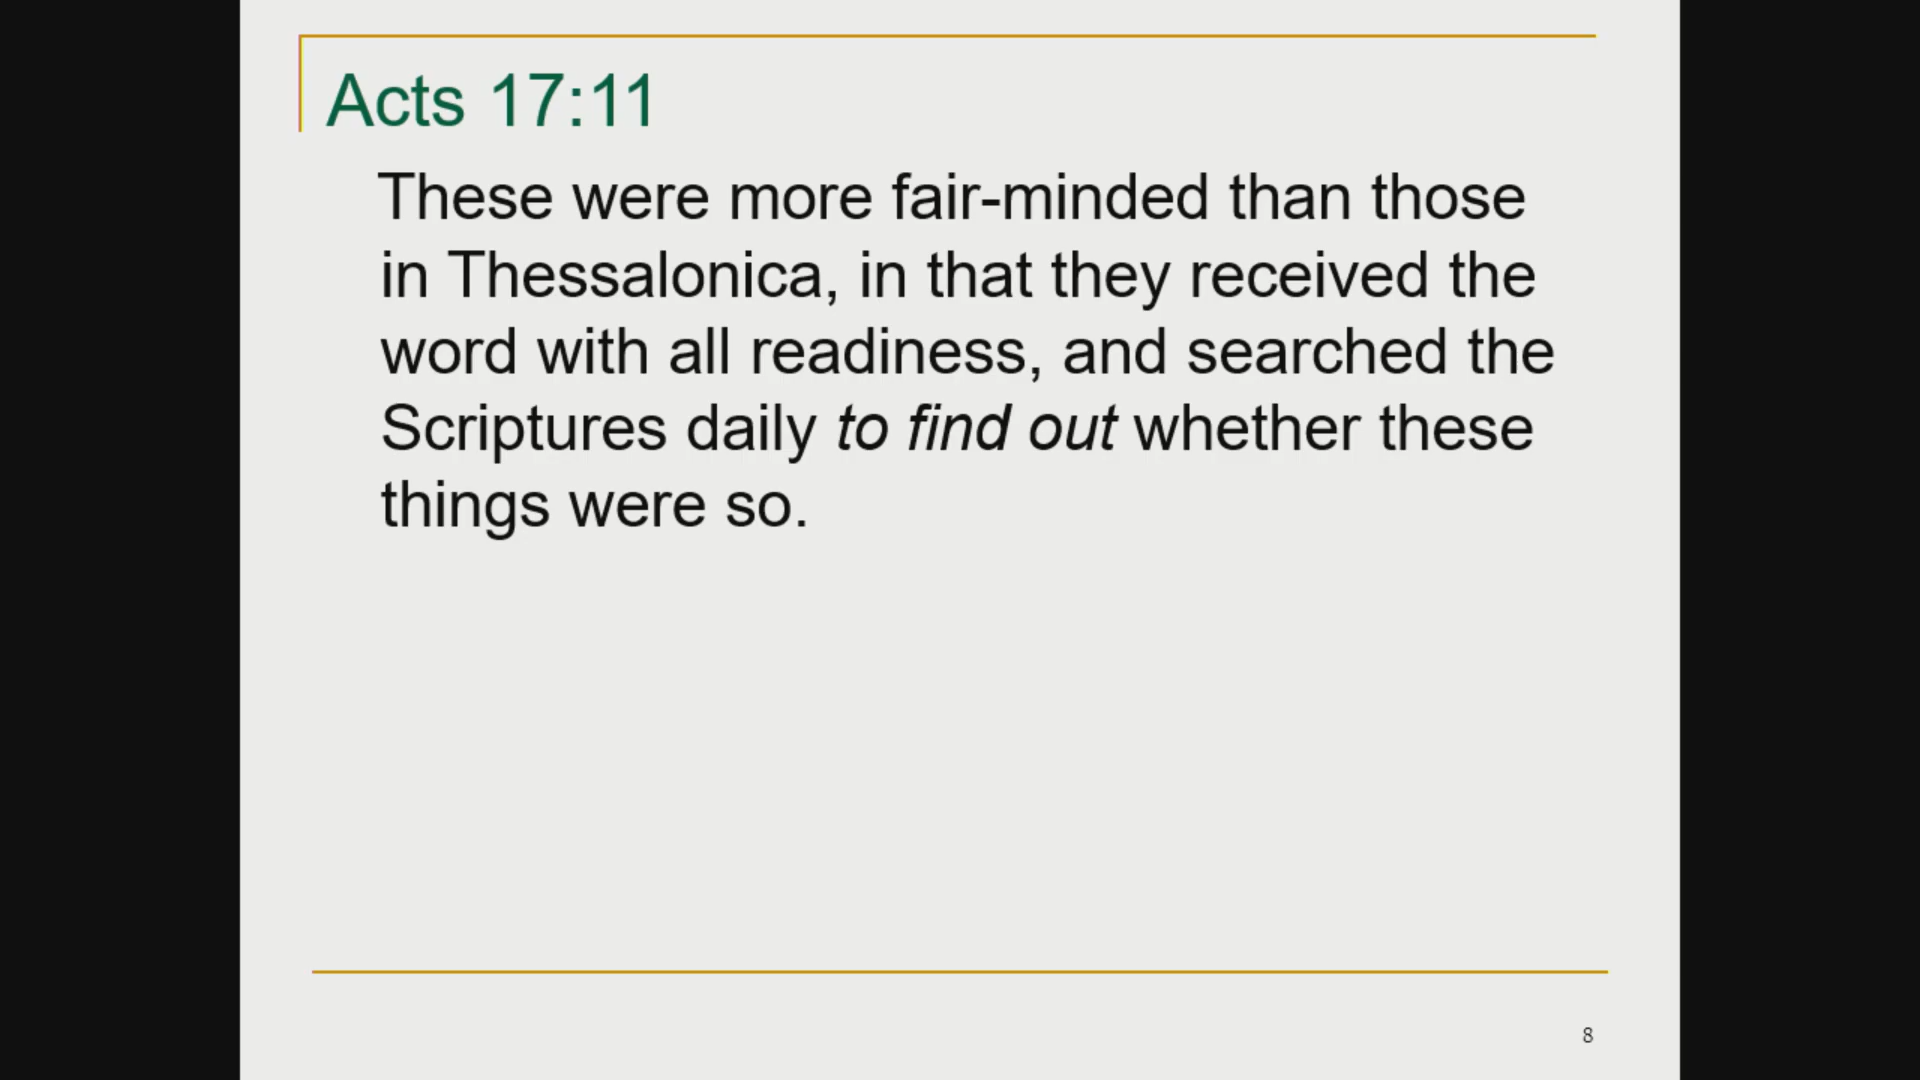 Acts 17:11
These were more fair-minded than those
in Thessalonica, in that they received the
word with all readiness, and searched the
Scriptures daily to find out whether these
things were so.
8